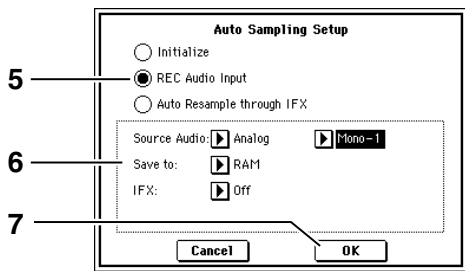 Auto Sampling Setup
Initialize
5 REC Audio Input
Auto Resample through IFX
Source Audio: Analog Mono-1
6 Save to: RAM
IFX: Off
7
Cancel OK